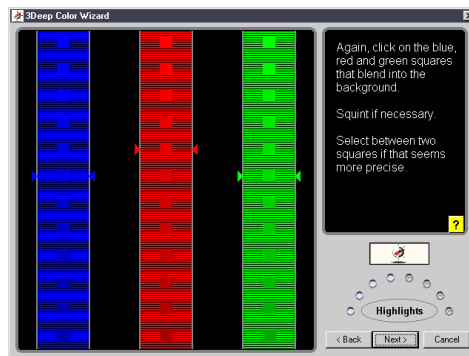 3Deep Color Wizard
Again, click on the blue,
red and green squares
that blend into the
background.
Squint if necessary.
Select between two
squares if that seems
more precise.
?
Highlights
< Back
Next >
Cancel